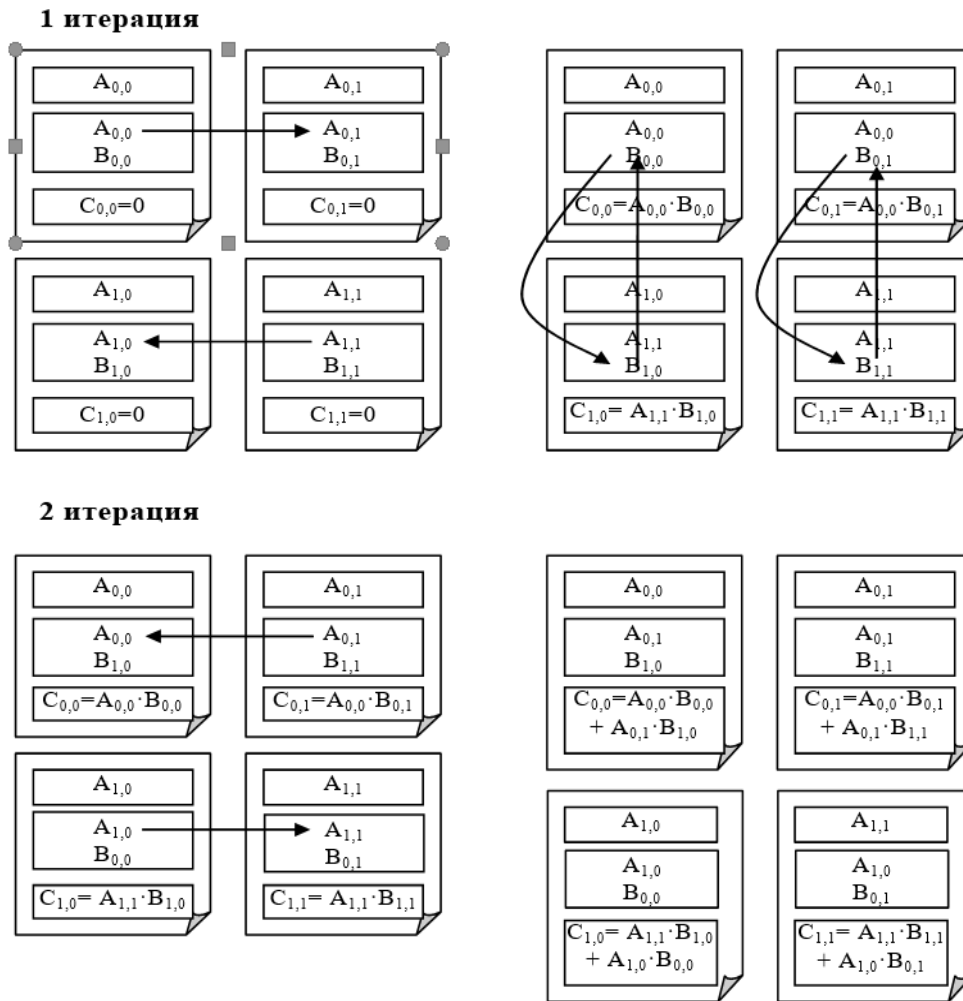 1 итерация
A0,0
A0,0
B0,0
C0,0=0
A0,1
A0,1
B0,1
C0,1=0
A0,0
A0,0
B0,0
C0,0=A0,0·B0,0
A0,1
A0,0
B0,1
C0,1=A0,0·B0,1
A1,0
A1,0
B1,0
C1,0=0
A1,1
A1,1
B1,1
C1,1=0
A1,0
A1,1
B1,0
C1,0= A1,1·B1,0
A1,1
A1,1
B1,1
C1,1= A1,1·B1,1
2 итерация
A0,0
A0,0
B1,0
C0,0=A0,0·B0,0
A0,1
A0,1
B1,1
C0,1=A0,0·B0,1
A0,0
A0,1
B1,0
C0,0=A0,0·B0,0
+ A0,1·B1,0
A0,1
A0,1
B1,1
C0,1=A0,0·B0,1
+ A0,1·B1,1
A1,0
A1,0
B0,0
C1,0= A1,1·B1,0
A1,1
A1,1
B0,1
C1,1= A1,1·B1,1
A1,0
A1,0
B0,0
C1,0= A1,1·B1,0
+ A1,0·B0,0
A1,1
A1,0
B0,1
C1,1= A1,1·B1,1
+ A1,0·B0,1